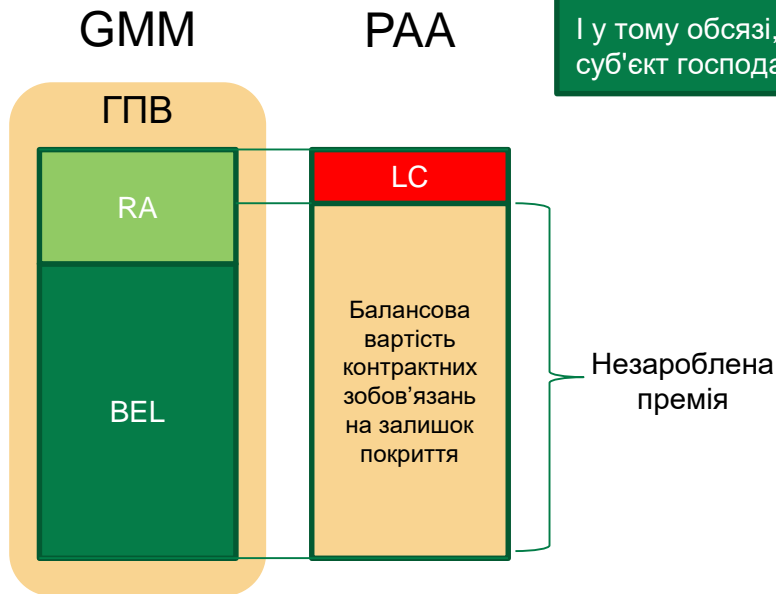 GMM
PAA
І у тому обсязі,
суб'єкт господа
ГПВ
RA
BEL
LC
Балансова
вартість
контрактних
зобов’язань
на залишок
покриття
Незароблена
премія